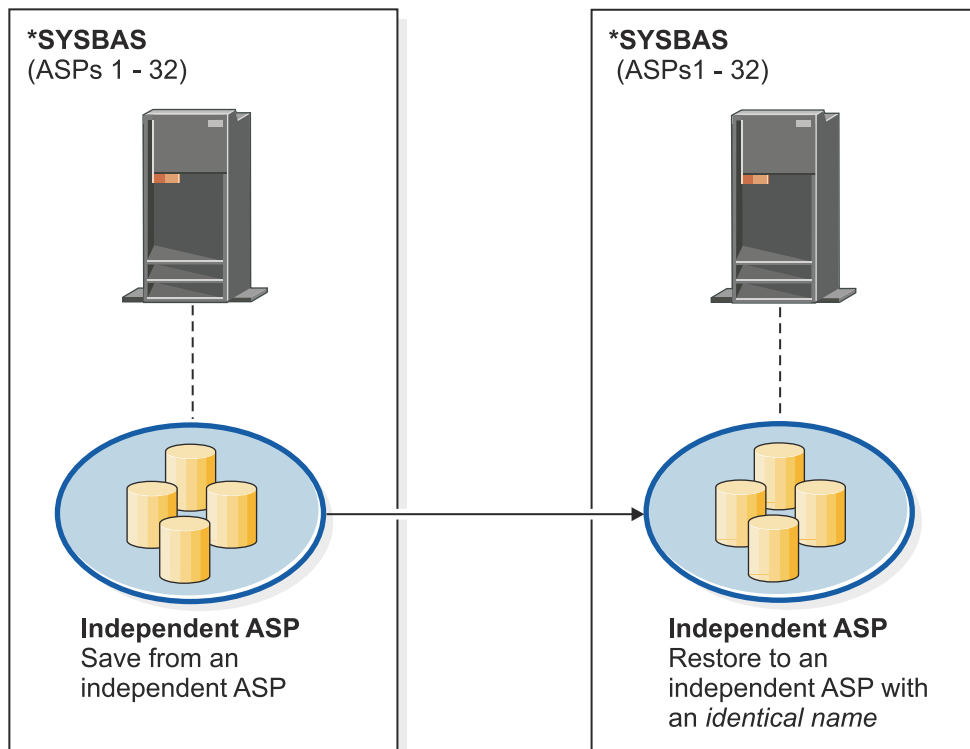 *SYSBAS
(ASPs 1 - 32)
Independent ASP
Save from an
independent ASP
*SYSBAS
(ASPs1 - 32)
Independent ASP
Restore to an
independent ASP with
an identical name